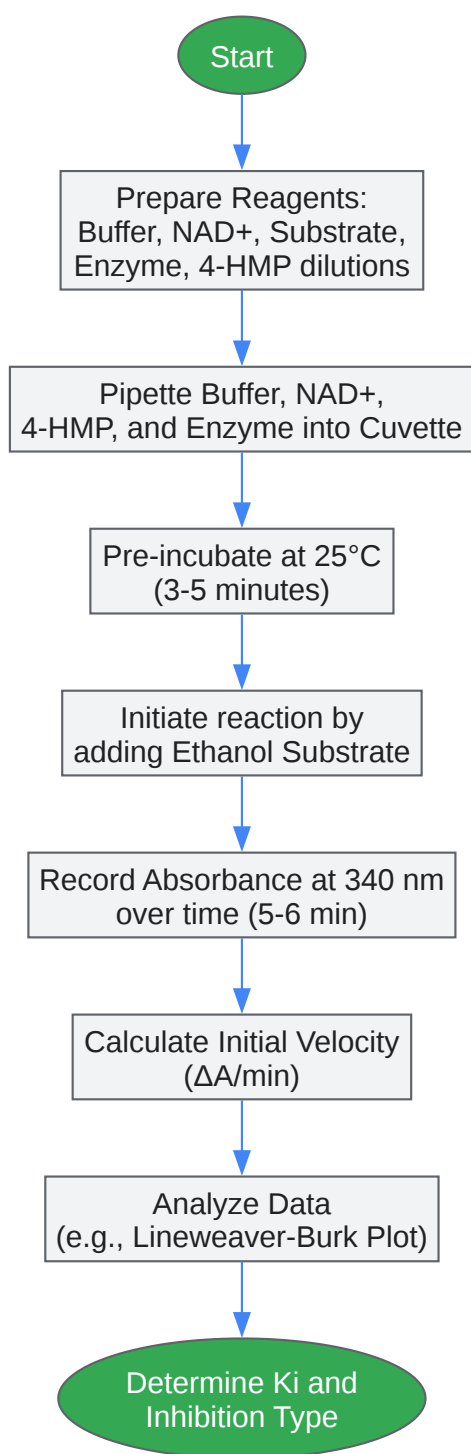 Start
Prepare Reagents:
Buffer, NAD+, Substrate,
Enzyme, 4-HMP dilutions
Pipette Buffer, NAD+,
4-HMP, and Enzyme into Cuvette
Pre-incubate at 25°C
(3-5 minutes)
Initiate reaction by
adding Ethanol Substrate
Record Absorbance at 340 nm
over time (5-6 min)
Calculate Initial Velocity
(ΔA/min)
Analyze Data
(e.g., Lineweaver-Burk Plot)
Determine Ki and
Inhibition Type